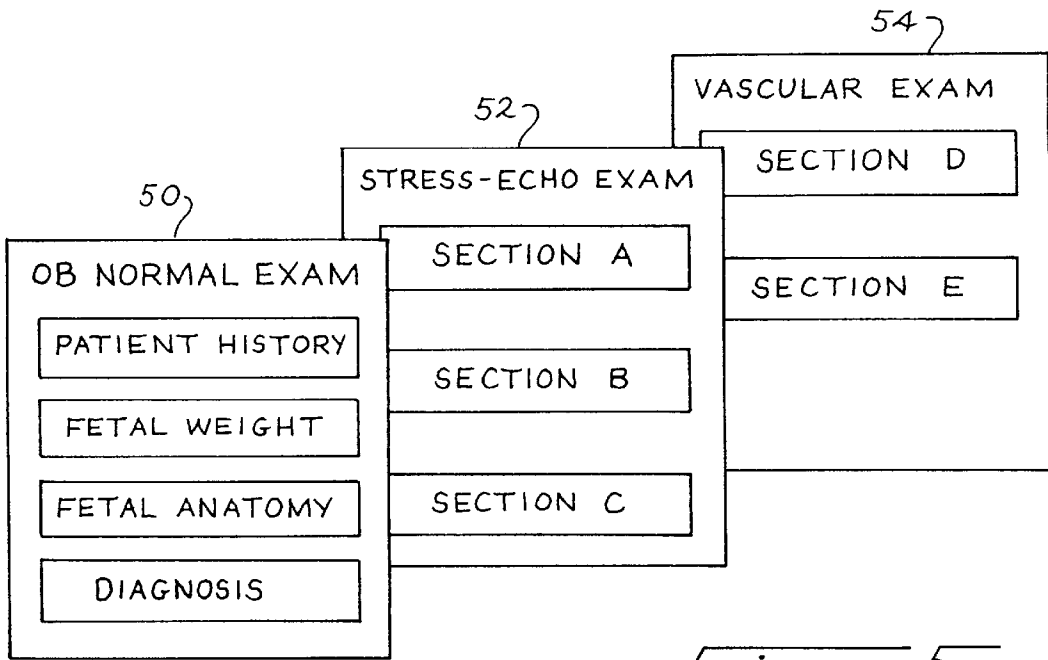 54
VASCULAR EXAM
SECTION D
SECTION E
52
STRESS-ECHO EXAM
SECTION A
SECTION B
SECTION C
50
OB NORMAL EXAM
PATIENT HISTORY
FETAL WEIGHT
FETAL ANATOMY
DIAGNOSIS